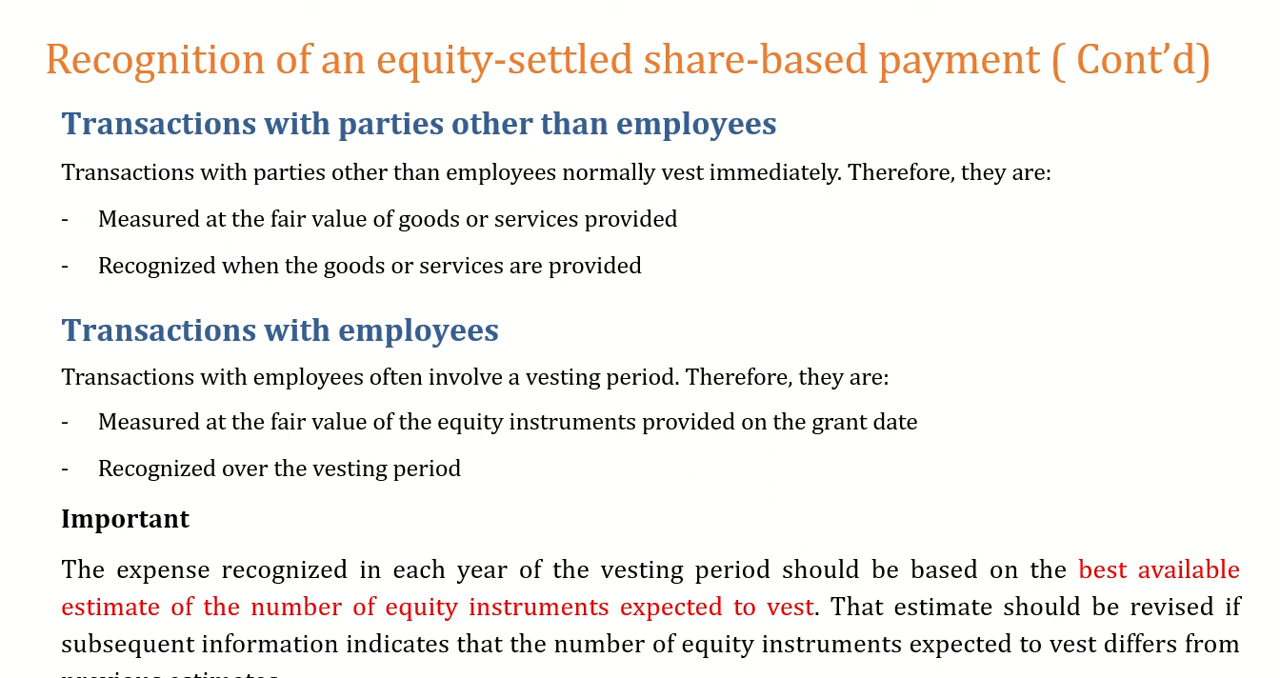 Recognition of an equity-settled share-based payment ( Cont’d)
Transactions with parties other than employees
Transactions with parties other than employees normally vest immediately. Therefore, they are:
- Measured at the fair value of goods or services provided
- Recognized when the goods or services are provided
Transactions with employees
Transactions with employees often involve a vesting period. Therefore, they are:
- Measured at the fair value of the equity instruments provided on the grant date
- Recognized over the vesting period
Important
The expense recognized in each year of the vesting period should be based on the best available
estimate of the number of equity instruments expected to vest. That estimate should be revised if
subsequent information indicates that the number of equity instruments expected to vest differs from